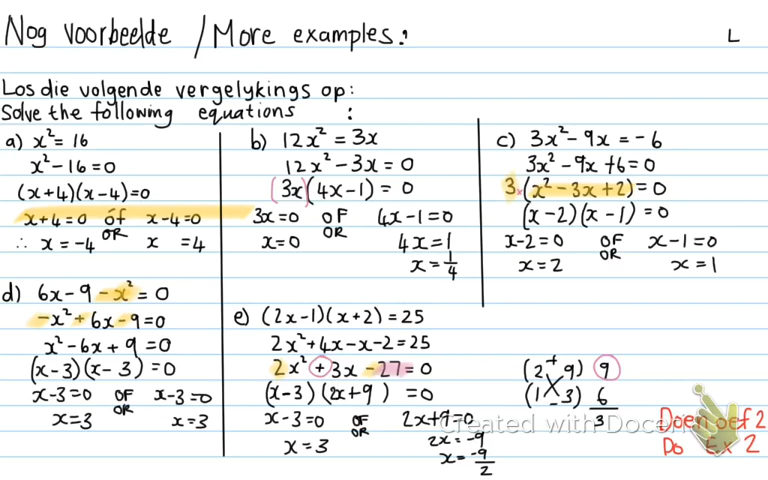 Nog voorbeelde / More examples:
L
Los die volgende vergelykings op:
Solve the following equations :
a) x² = 16
x² - 16 = 0
(x+4)(x-4) = 0
x+4 = 0 of OR x-4 = 0
∴ x = -4 x = 4
b) 12x² = 3x
12x² - 3x = 0
(3x)(4x-1) = 0
3x = 0 OF OR 4x-1 = 0
x = 0 4x = 1
x = 1/4
c) 3x² - 9x = -6
3x² - 9x + 6 = 0
3.(x² - 3x + 2) = 0
(x-2)(x-1) = 0
x-2 = 0 OF OR x-1 = 0
x = 2 x = 1
d) 6x - 9 - x² = 0
-x² + 6x - 9 = 0
x² - 6x + 9 = 0
(x-3)(x-3) = 0
x-3 = 0 OF OR x-3 = 0
x = 3 x = 3
e) (2x-1)(x+2) = 25
2x² + 4x - x - 2 = 25
2x² + 3x - 27 = 0
(x-3)(2x+9) = 0
x-3 = 0 OF OR 2x+9 = 0
x = 3 2x = -9
x = -9/2
(2 + 9) 9
(1 - 3) 6
3
Doen oef 2
Do Ex 2
Created with Doceri